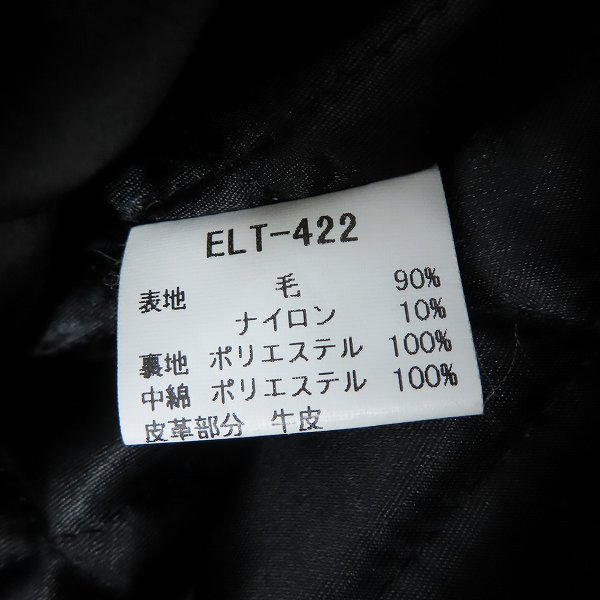 ELT-422
表地 毛 90%
ナイロン 10%
裏地 ポリエステル 100%
中綿 ポリエステル 100%
皮革部分 牛皮